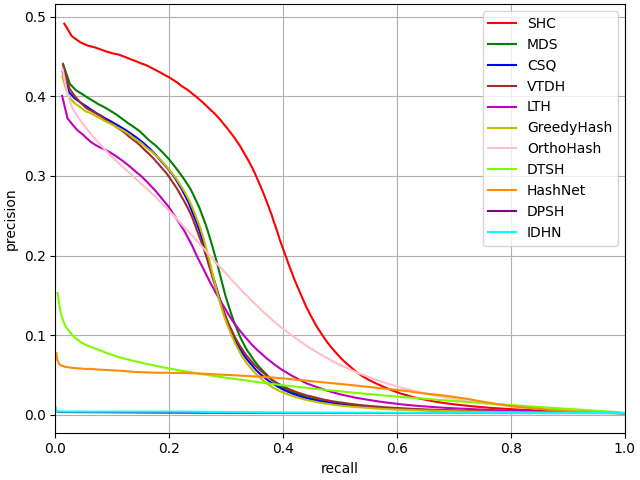 0.5
0.4
0.3
0.2
0.1
0.0
precision
0.0 0.2 0.4 0.6 0.8 1.0
recall
SHC
MDS
CSQ
VTDH
LTH
GreedyHash
OrthoHash
DTSH
HashNet
DPSH
IDHN